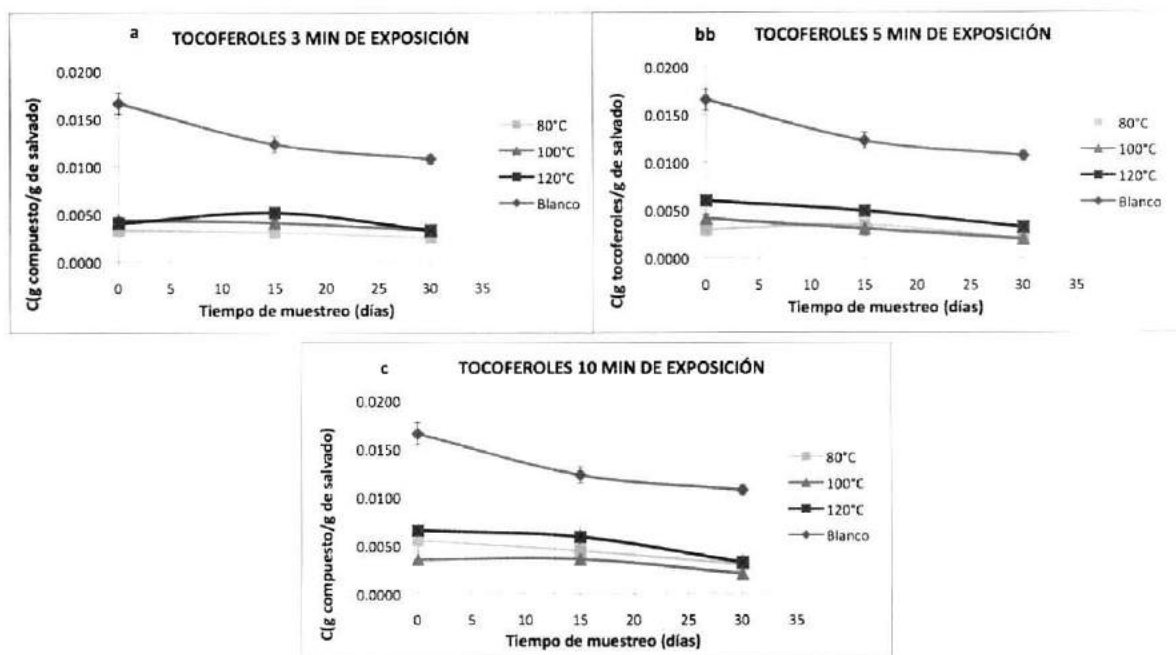 a
TOCOFEROLES 3 MIN DE EXPOSICIÓN
C(g compuesto/g de salvado)
0.0200
0.0150
0.0100
0.0050
0.0000
0 5 10 15 20 25 30 35
Tiempo de muestreo (días)
80°C
100°C
120°C
Blanco
bb
TOCOFEROLES 5 MIN DE EXPOSICIÓN
C(g tocoferoles/g de salvado)
0.0200
0.0150
0.0100
0.0050
0.0000
0 5 10 15 20 25 30 35
Tiempo de muestreo (días)
80°C
100°C
120°C
Blanco
c
TOCOFEROLES 10 MIN DE EXPOSICIÓN
C(g compuesto/g de salvado)
0.0200
0.0150
0.0100
0.0050
0.0000
0 5 10 15 20 25 30 35
Tiempo de muestreo (días)
80°C
100°C
120°C
Blanco